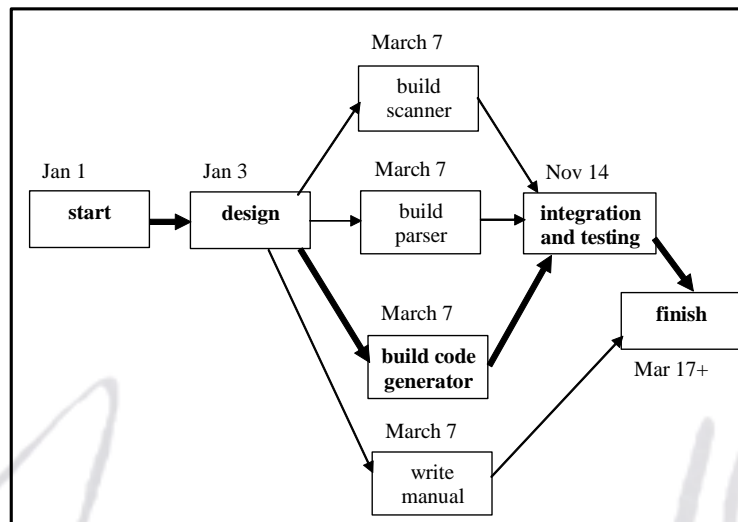 March 7
build
scanner
Jan 1
Jan 3
March 7
Nov 14
start
design
build
parser
integration
and testing
March 7
build code
generator
finish
Mar 17+
March 7
write
manual